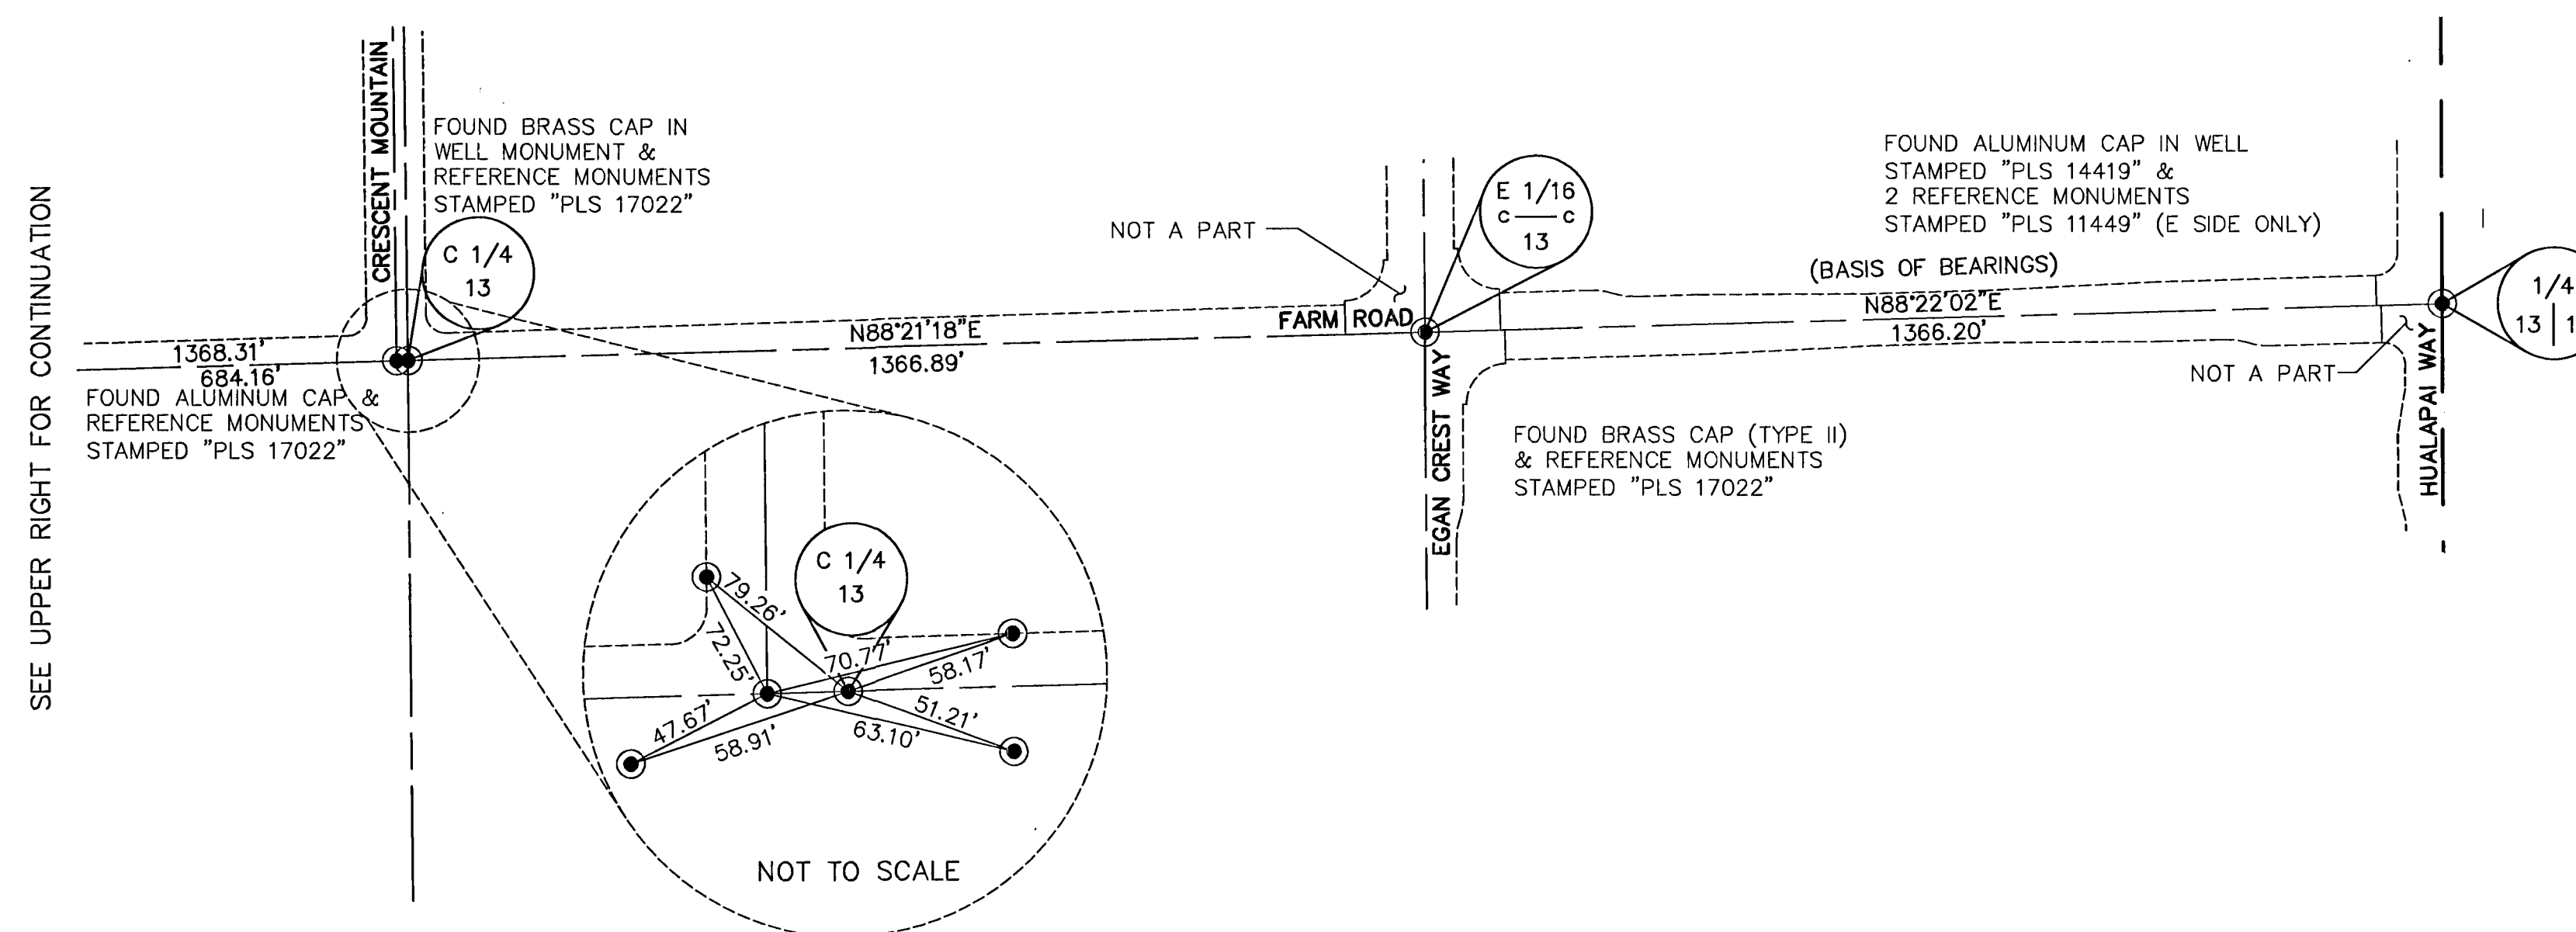 SEE UPPER RIGHT FOR CONTINUATION
CRESCENT MOUNTAIN
FOUND BRASS CAP IN
WELL MONUMENT &
REFERENCE MONUMENTS
STAMPED "PLS 17022"
C 1/4
13
1368.31'
684.16'
FOUND ALUMINUM CAP &
REFERENCE MONUMENTS
STAMPED "PLS 17022"
N88°21'18"E
1366.89'
NOT A PART
FARM ROAD
E 1/16
C C
13
EGAN CREST WAY
FOUND BRASS CAP (TYPE II)
& REFERENCE MONUMENTS
STAMPED "PLS 17022"
FOUND ALUMINUM CAP IN WELL
STAMPED "PLS 14419" &
2 REFERENCE MONUMENTS
STAMPED "PLS 11449" (E SIDE ONLY)
(BASIS OF BEARINGS)
N88°22'02"E
1366.20'
NOT A PART
HUALAPAI WAY
1/4
13
C 1/4
13
79.26'
72.25'
70.77'
58.17'
47.67'
58.91'
51.21'
63.10'
NOT TO SCALE